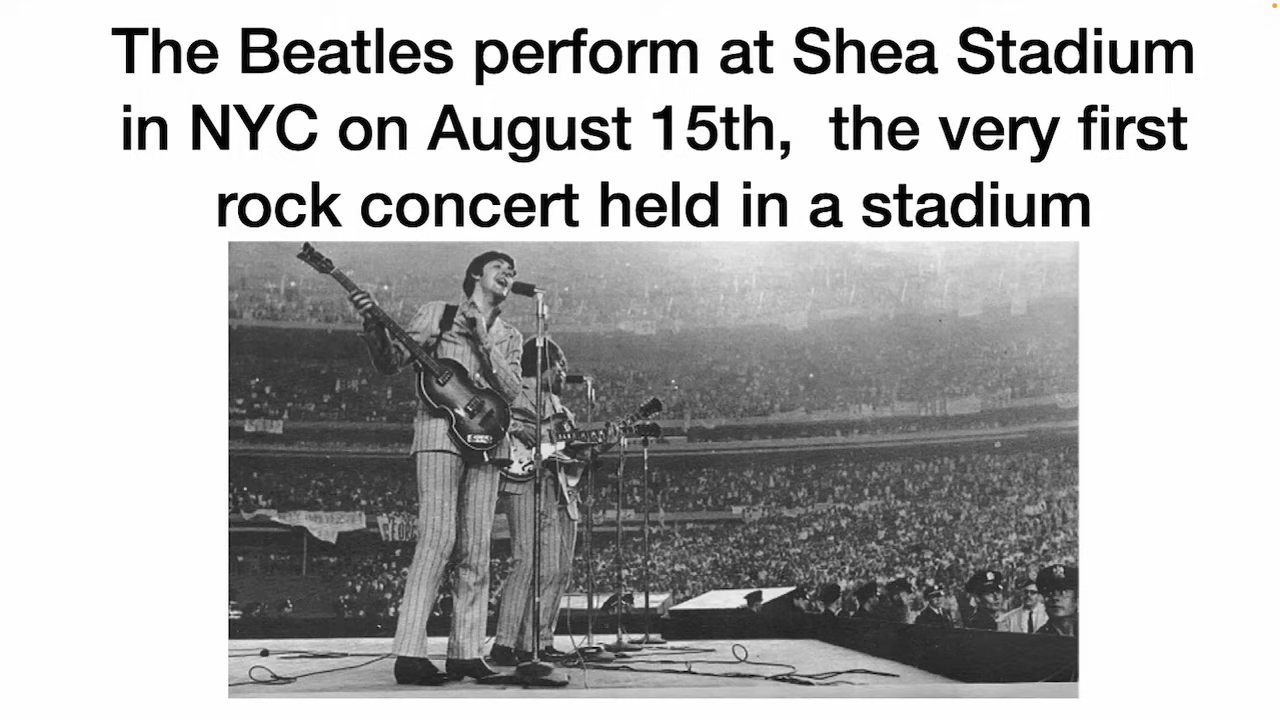 The Beatles perform at Shea Stadium
in NYC on August 15th,  the very first
rock concert held in a stadium